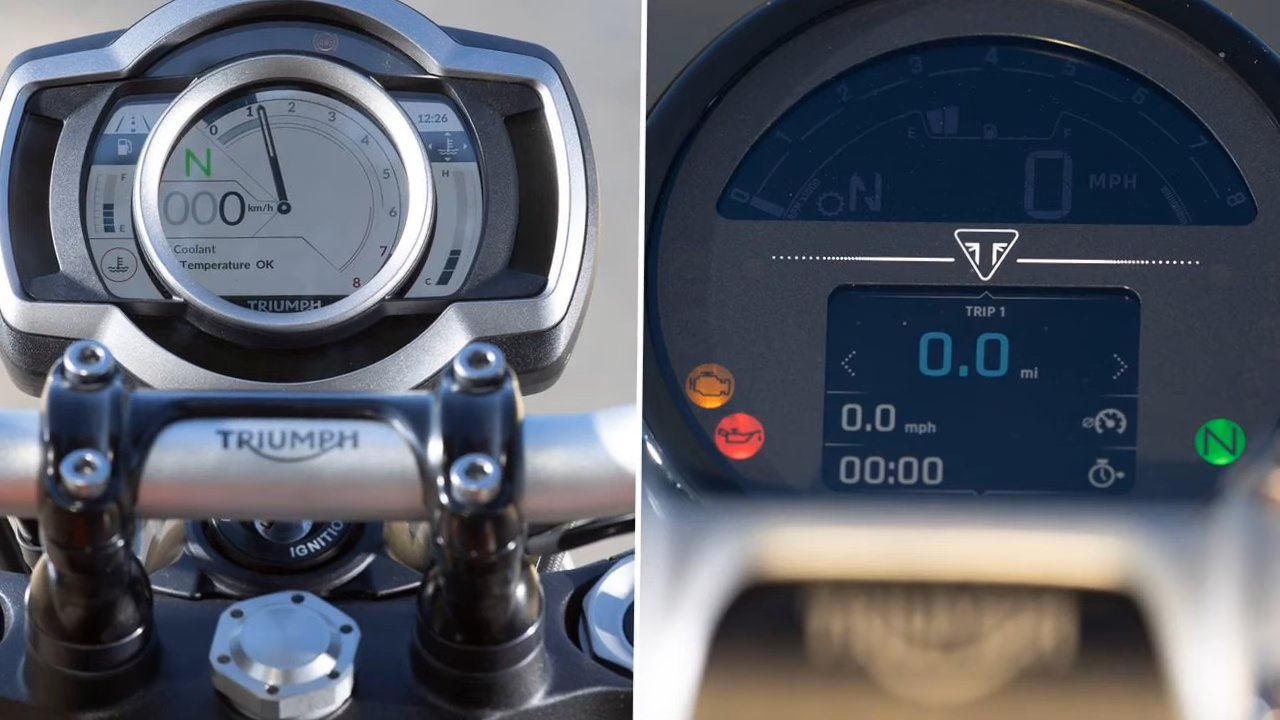 12:26
0 1 2 3 4 5 6 7 8
N
F
E
H
C
000 km/h
Coolant
Temperature OK
TRIUMPH
TRIUMPH
IGNITIO
0 1 2 3 4 5 6 7 8
E F
N 0 MPH
TRIP 1
0.0 mi
0.0 mph
00:00
N
TRIUMPH